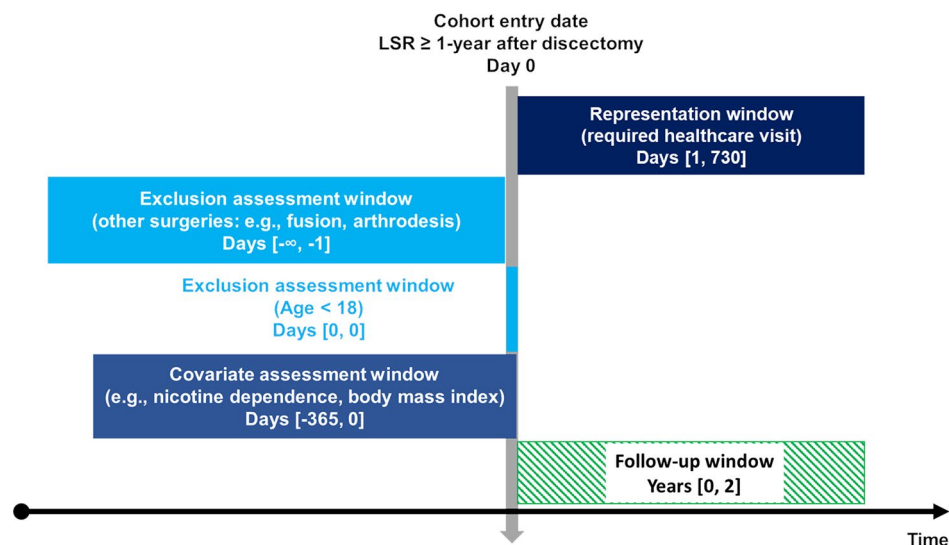 Cohort entry date
LSR ≥ 1-year after discectomy
Day 0
Representation window
(required healthcare visit)
Days [1, 730]
Exclusion assessment window
(other surgeries: e.g., fusion, arthrodesis)
Days [-∞, -1]
Exclusion assessment window
(Age < 18)
Days [0, 0]
Covariate assessment window
(e.g., nicotine dependence, body mass index)
Days [-365, 0]
Follow-up window
Years [0, 2]
Time